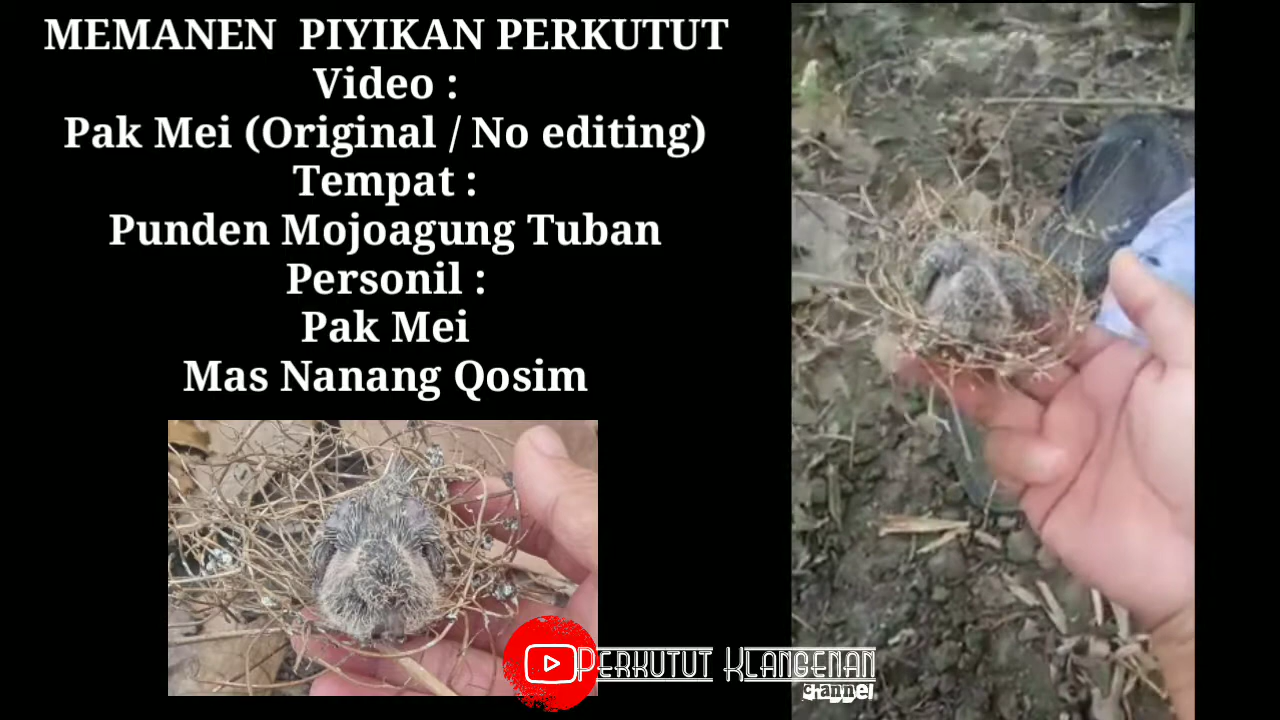 MEMANEN PIYIKAN PERKUTUT
Video :
Pak Mei (Original / No editing)
Tempat :
Punden Mojoagung Tuban
Personil :
Pak Mei
Mas Nanang Qosim
PERKUTUT KLANGENAN
channel